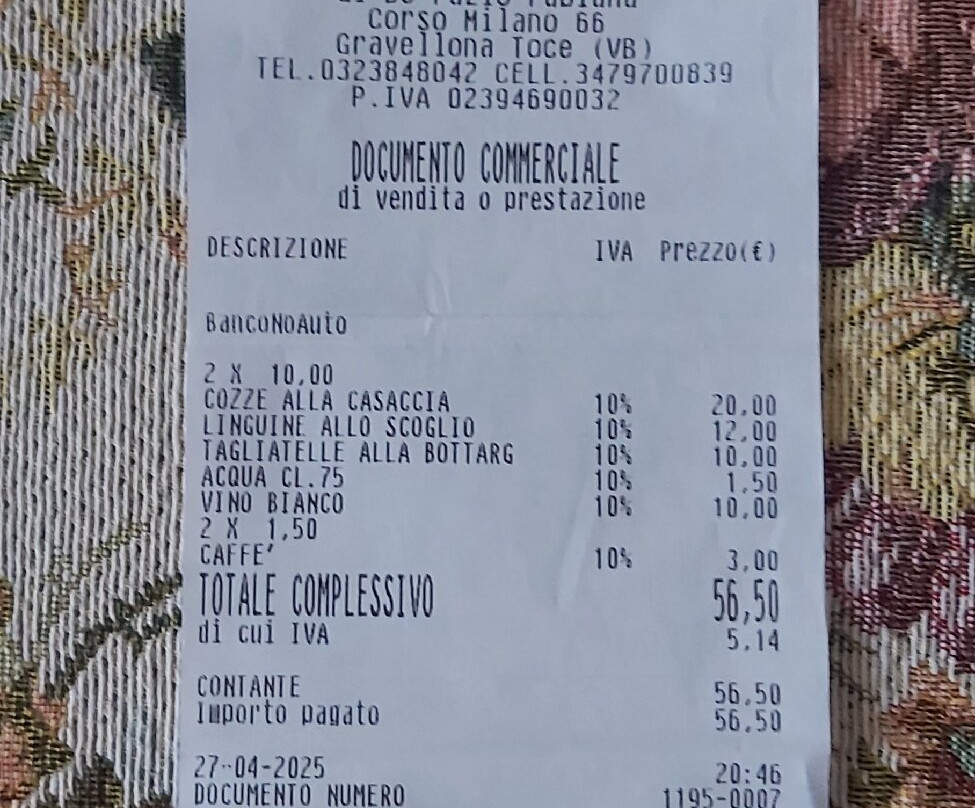 Corso Milano 66
Gravellona Toce (VB)
TEL.0323848042 CELL.3479700839
P.IVA 02394690032
DOCUMENTO COMMERCIALE
di vendita o prestazione
DESCRIZIONE IVA Prezzo(€)
BancoNoAuto
2 X 10,00
COZZE ALLA CASACCIA 10% 20,00
LINGUINE ALLO SCOGLIO 10% 12,00
TAGLIATELLE ALLA BOTTARG 10% 10,00
ACQUA CL.75 10% 1,50
VINO BIANCO 10% 10,00
2 X 1,50
CAFFE' 10% 3,00
TOTALE COMPLESSIVO 56,50
di cui IVA 5,14
CONTANTE 56,50
Importo pagato 56,50
27-04-2025 20:46
DOCUMENTO NUMERO 1195-0007